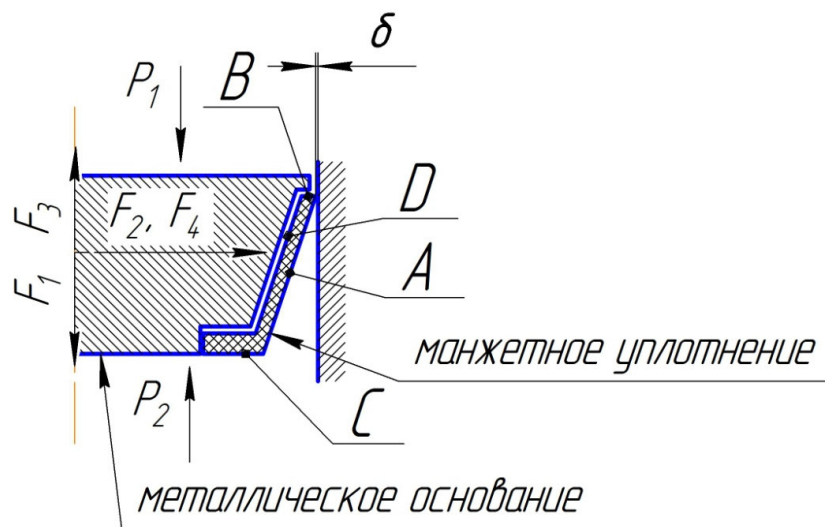 δ
P₁
B
F₂, F₄
D
F₃
F₁
A
манжетное уплотнение
P₂
C
металлическое основание